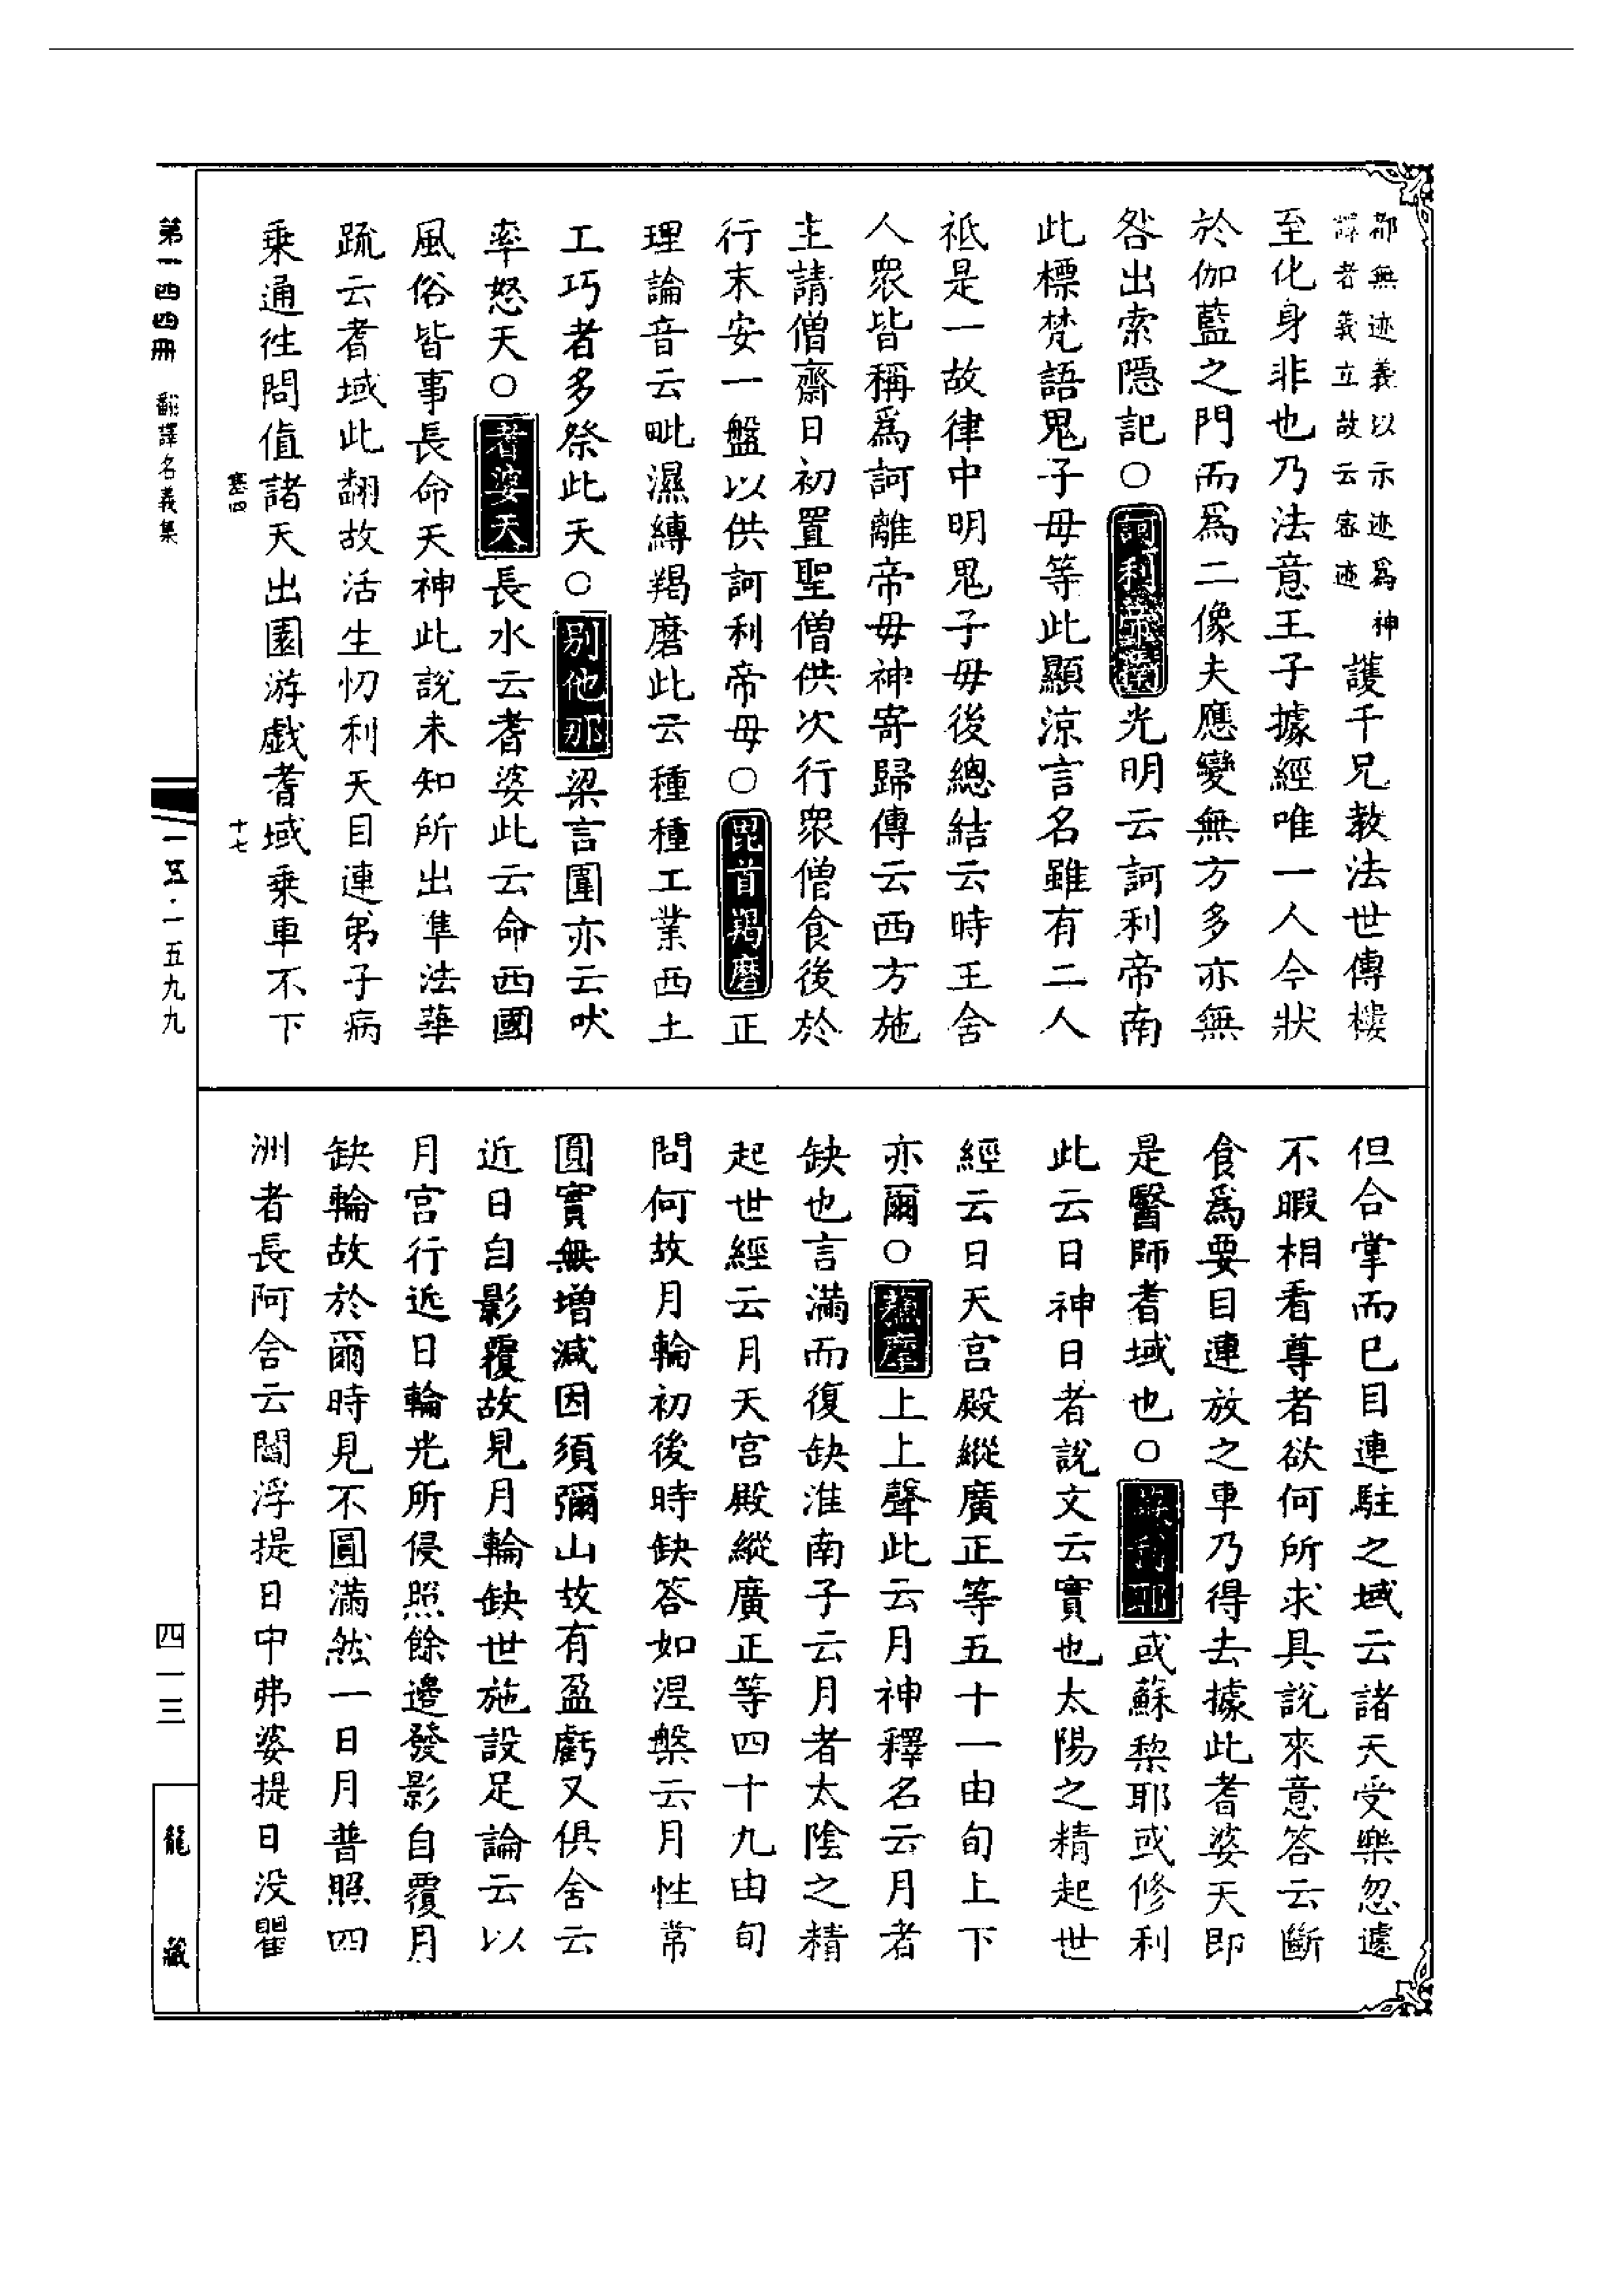 都無迹義以示迹爲神
譯者義立故云密迹
護千兄教法世傳樓
至化身非也乃法意王子據經唯一人今狀
於伽藍之門而爲二像夫應變無方多亦無
咎出索隱記○訶利帝南光明云訶利帝南
此標梵語鬼子母等此顯涼言名雖有二人
祇是一故律中明鬼子母後總結云時王舍
人眾皆稱爲訶離帝母神寄歸傳云西方施
主請僧齋日初置聖僧供次行眾僧食後於
行末安一盤以供訶利帝母○毘首羯磨正
理論音云毗濕縛羯磨此云種種工業西土
工巧者多祭此天○別他那梁言圍亦云吠
率怒天○耆婆天長水云耆婆此云命西國
風俗皆事長命天神此說未知所出準法華
疏云耆域此翻故活生忉利天目連弟子病
乘通往問值諸天出園游戲耆域乘車不下
但合掌而已目連駐之域云諸天受樂忽遽
不暇相看尊者欲何所求具說來意答云斷
食爲要目連放之車乃得去據此耆婆天即
是醫師耆域也○蘇利耶或蘇棃耶或修利
此云日神日者說文云實也太陽之精起世
經云日天宮殿縱廣正等五十一由旬上下
亦爾○蘇摩上上聲此云月神釋名云月者
缺也言滿而復缺淮南子云月者太陰之精
起世經云月天宮殿縱廣正等四十九由旬
問何故月輪初後時缺答如涅槃云月性常
圓實無增減因須彌山故有盈虧又俱舍云
近日自影覆故見月輪缺世施設足論云以
月宮行近日輪光所侵照餘邊發影自覆月
缺輪故於爾時見不圓滿然一日月普照四
洲者長阿含云閻浮提日中弗婆提日没瞿
第一四四冊 翻譯名義集
塞四 十七
一五·一五九九
四一三
龍藏